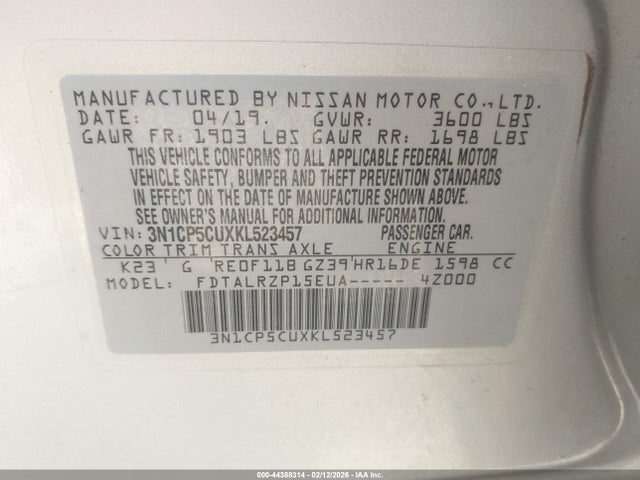 MANUFACTURED BY NISSAN MOTOR CO.,LTD.
DATE: 04/19. GVWR: 3600 LBS
GAWR FR: 1903 LBS GAWR RR: 1698 LBS
THIS VEHICLE CONFORMS TO ALL APPLICABLE FEDERAL MOTOR
VEHICLE SAFETY, BUMPER AND THEFT PREVENTION STANDARDS
IN EFFECT ON THE DATE OF MANUFACTURE SHOWN ABOVE.
SEE OWNER'S MANUAL FOR ADDITIONAL INFORMATION.
VIN: 3N1CP5CUXKL523457 PASSENGER CAR.
COLOR TRIM TRANS AXLE ENGINE
K23 ' G ' RE0F11B GZ39'HR16DE 1598 CC
MODEL: FDTALRZP15EUA----- 4Z000
3N1CP5CUXKL523457
000-44388314 - 02/12/2026 - Copyright IAA, Inc.